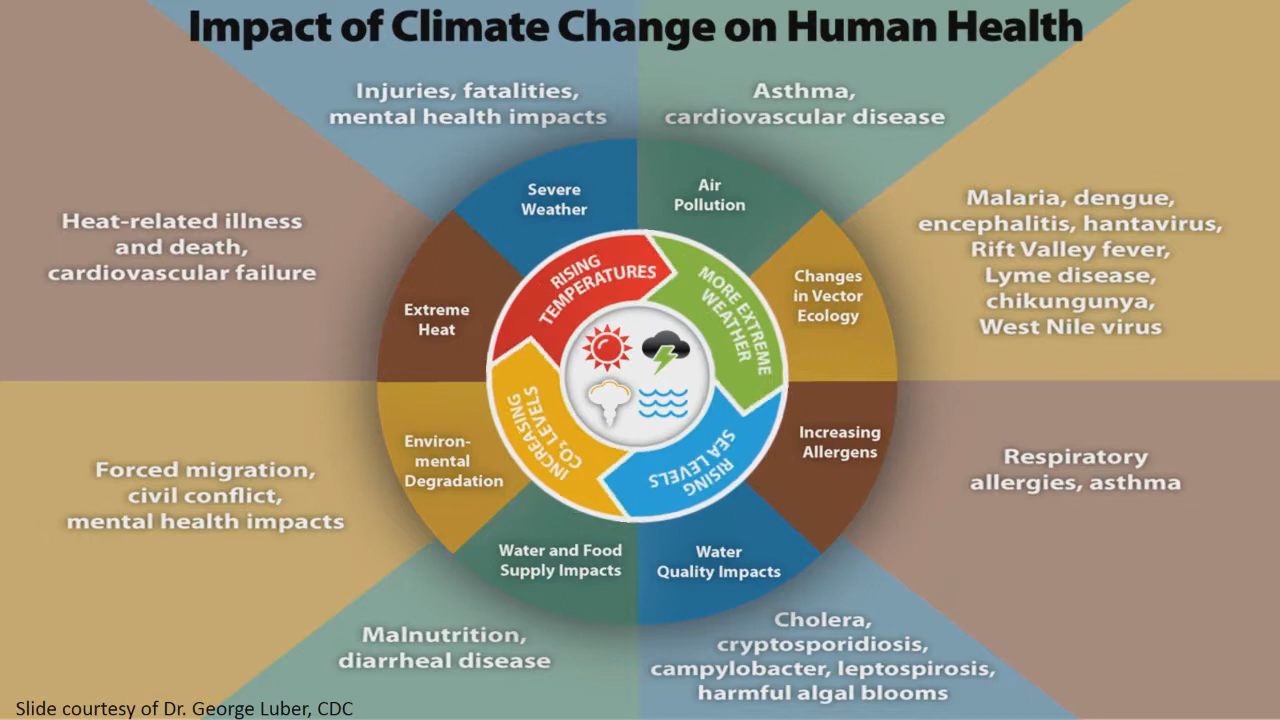 Impact of Climate Change on Human Health
Injuries, fatalities,
mental health impacts
Asthma,
cardiovascular disease
Severe
Weather
Air
Pollution
Heat-related illness
and death,
cardiovascular failure
Malaria, dengue,
encephalitis, hantavirus,
Rift Valley fever,
Lyme disease,
chikungunya,
West Nile virus
Extreme
Heat
Changes
in Vector
Ecology
RISING
TEMPERATURES
MORE EXTREME
WEATHER
INCREASING
CO₂ LEVELS
RISING
SEA LEVELS
Environ-
mental
Degradation
Increasing
Allergens
Forced migration,
civil conflict,
mental health impacts
Respiratory
allergies, asthma
Water and Food
Supply Impacts
Water
Quality Impacts
Malnutrition,
diarrheal disease
Cholera,
cryptosporidiosis,
campylobacter, leptospirosis,
harmful algal blooms
Slide courtesy of Dr. George Luber, CDC